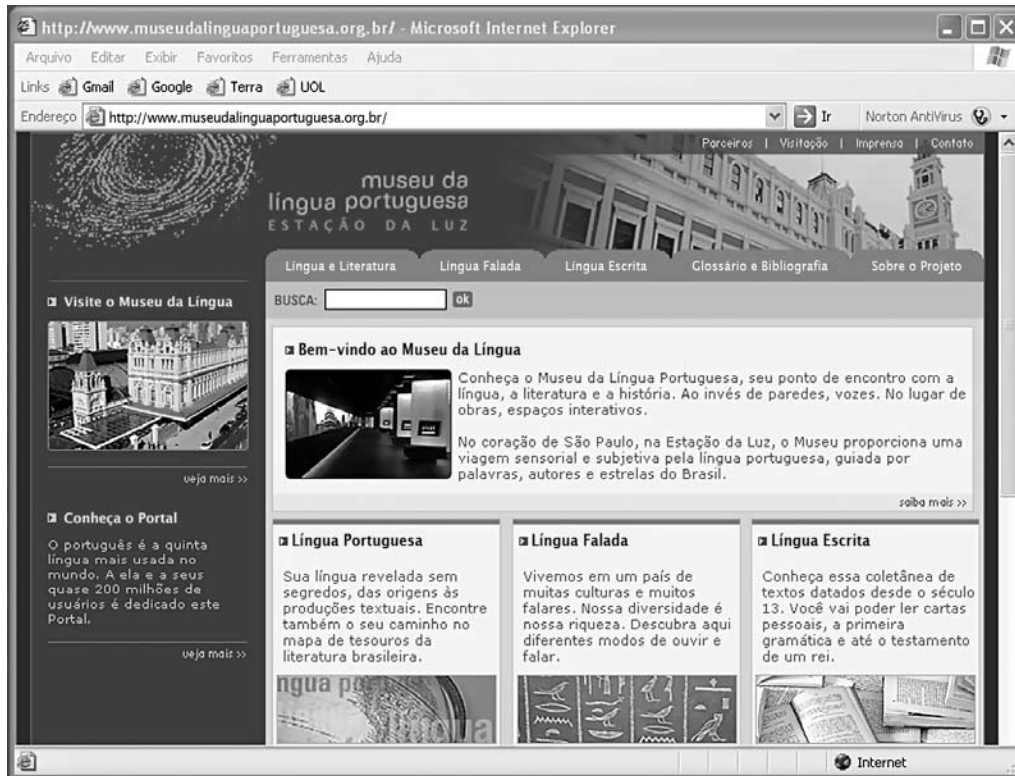 http://www.museudalinguaportuguesa.org.br/ - Microsoft Internet Explorer
Arquivo Editar Exibir Favoritos Ferramentas Ajuda
Links Gmail Google Terra UOL
Endereço http://www.museudalinguaportuguesa.org.br/ Ir Norton AntiVirus
Parceiros | Visitação | Imprensa | Contato
museu da
língua portuguesa
ESTAÇÃO DA LUZ
Língua e Literatura Língua Falada Língua Escrita Glossário e Bibliografia Sobre o Projeto
BUSCA: ok
Visite o Museu da Língua
veja mais >>
Conheça o Portal
O português é a quinta
língua mais usada no
mundo. A ela e a seus
quase 200 milhões de
usuários é dedicado este
Portal.
veja mais >>
Bem-vindo ao Museu da Língua
Conheça o Museu da Língua Portuguesa, seu ponto de encontro com a
língua, a literatura e a história. Ao invés de paredes, vozes. No lugar de
obras, espaços interativos.
No coração de São Paulo, na Estação da Luz, o Museu proporciona uma
viagem sensorial e subjetiva pela língua portuguesa, guiada por
palavras, autores e estrelas do Brasil.
saiba mais >>
Língua Portuguesa
Sua língua revelada sem
segredos, das origens às
produções textuais. Encontre
também o seu caminho no
mapa de tesouros da
literatura brasileira.
ngua po
língua
Língua Falada
Vivemos em um país de
muitas culturas e muitos
falares. Nossa diversidade é
nossa riqueza. Descubra aqui
diferentes modos de ouvir e
falar.
Língua Escrita
Conheça essa coletânea de
textos datados desde o século
13. Você vai poder ler cartas
pessoais, a primeira
gramática e até o testamento
de um rei.
Internet